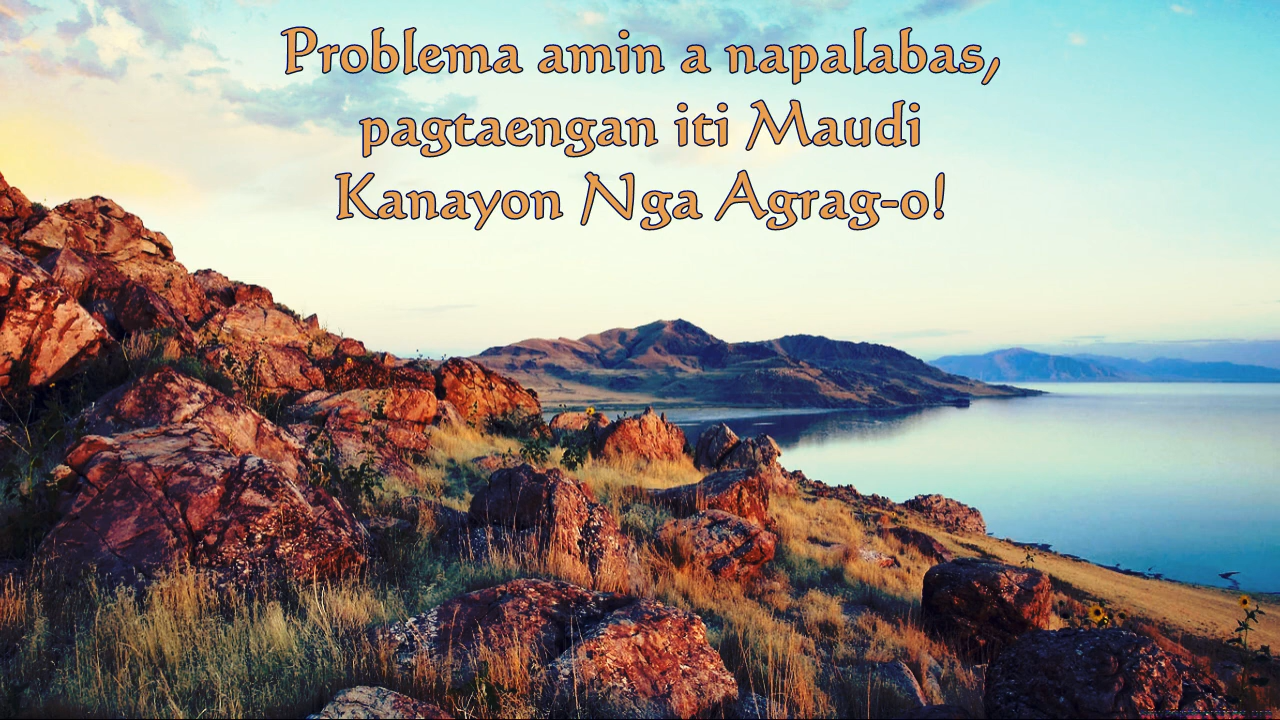 Problema amin a napalabas,
pagtaengan iti Maudi
Kanayon Nga Agrag-o!